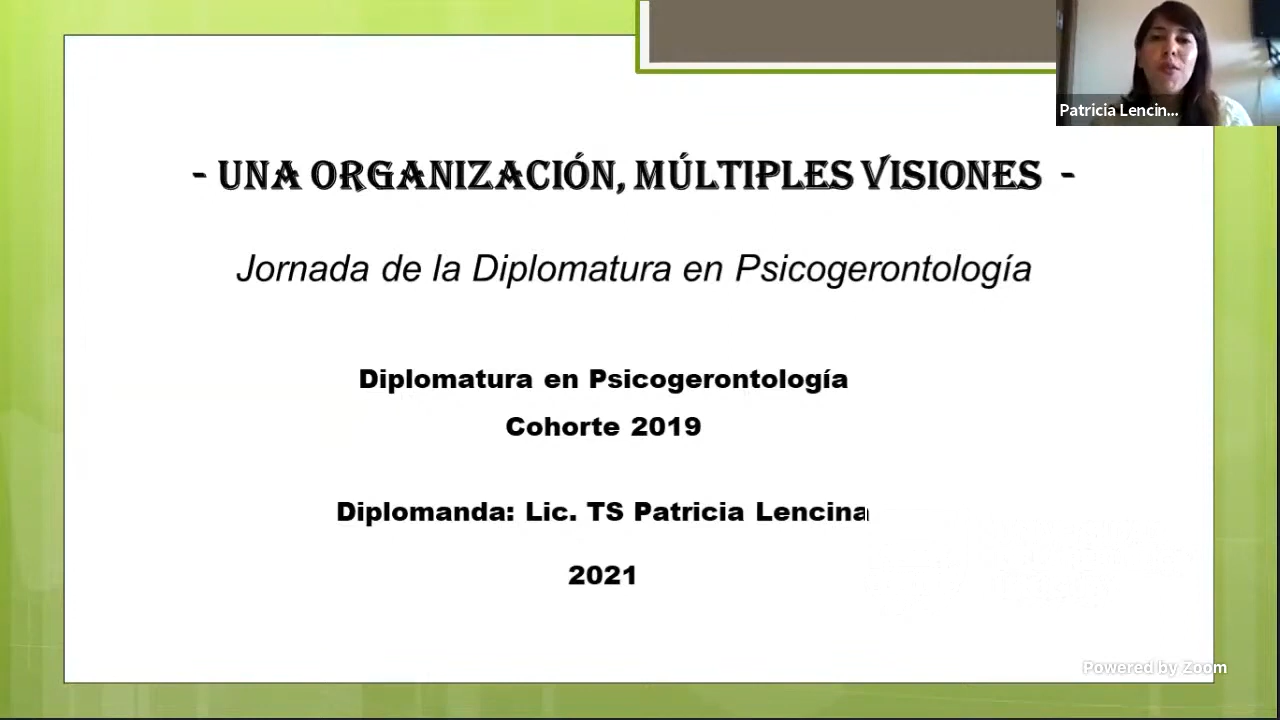 Patricia Lencin...
- UNA ORGANIZACIÓN, MÚLTIPLES VISIONES -
Jornada de la Diplomatura en Psicogerontología
Diplomatura en Psicogerontología
Cohorte 2019
Diplomanda: Lic. TS Patricia Lencina
2021
Powered by Zoom